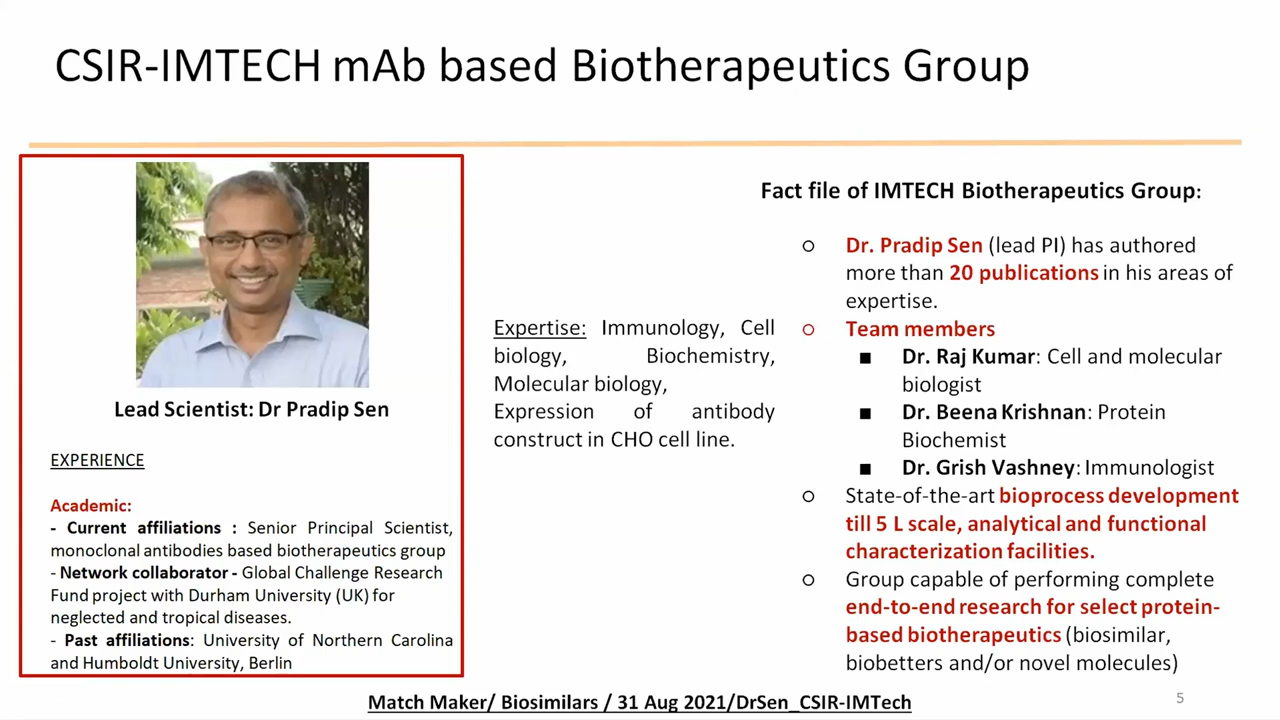 CSIR-IMTECH mAb based Biotherapeutics Group
Lead Scientist: Dr Pradip Sen
EXPERIENCE
Academic:
- Current affiliations : Senior Principal Scientist,
monoclonal antibodies based biotherapeutics group
- Network collaborator - Global Challenge Research
Fund project with Durham University (UK) for
neglected and tropical diseases.
- Past affiliations: University of Northern Carolina
and Humboldt University, Berlin
Expertise: Immunology, Cell
biology, Biochemistry,
Molecular biology,
Expression of antibody
construct in CHO cell line.
Fact file of IMTECH Biotherapeutics Group:
○ Dr. Pradip Sen (lead PI) has authored
more than 20 publications in his areas of
expertise.
○ Team members
■ Dr. Raj Kumar: Cell and molecular
biologist
■ Dr. Beena Krishnan: Protein
Biochemist
■ Dr. Grish Vashney: Immunologist
○ State-of-the-art bioprocess development
till 5 L scale, analytical and functional
characterization facilities.
○ Group capable of performing complete
end-to-end research for select protein-
based biotherapeutics (biosimilar,
biobetters and/or novel molecules)
Match Maker/ Biosimilars / 31 Aug 2021/DrSen_CSIR-IMTech
5